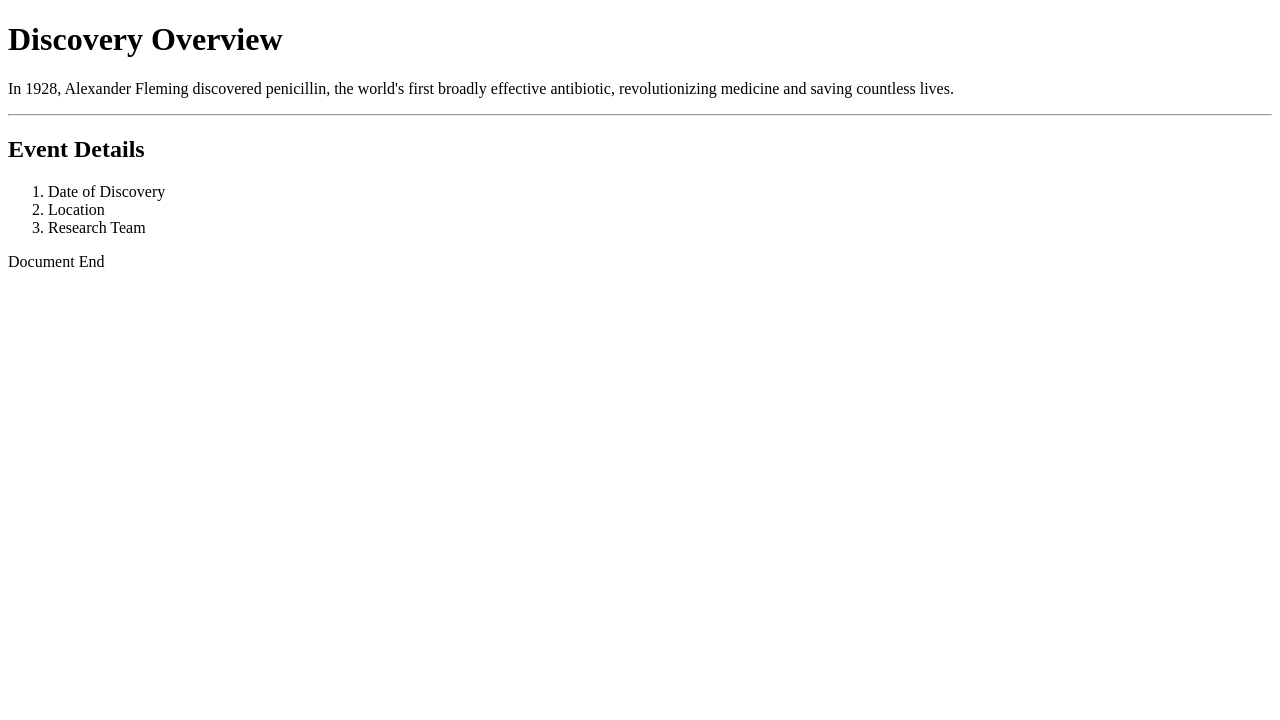 Discovery Overview
In 1928, Alexander Fleming discovered penicillin, the world's first broadly effective antibiotic, revolutionizing medicine and saving countless lives.
Event Details
1. Date of Discovery
2. Location
3. Research Team
Document End